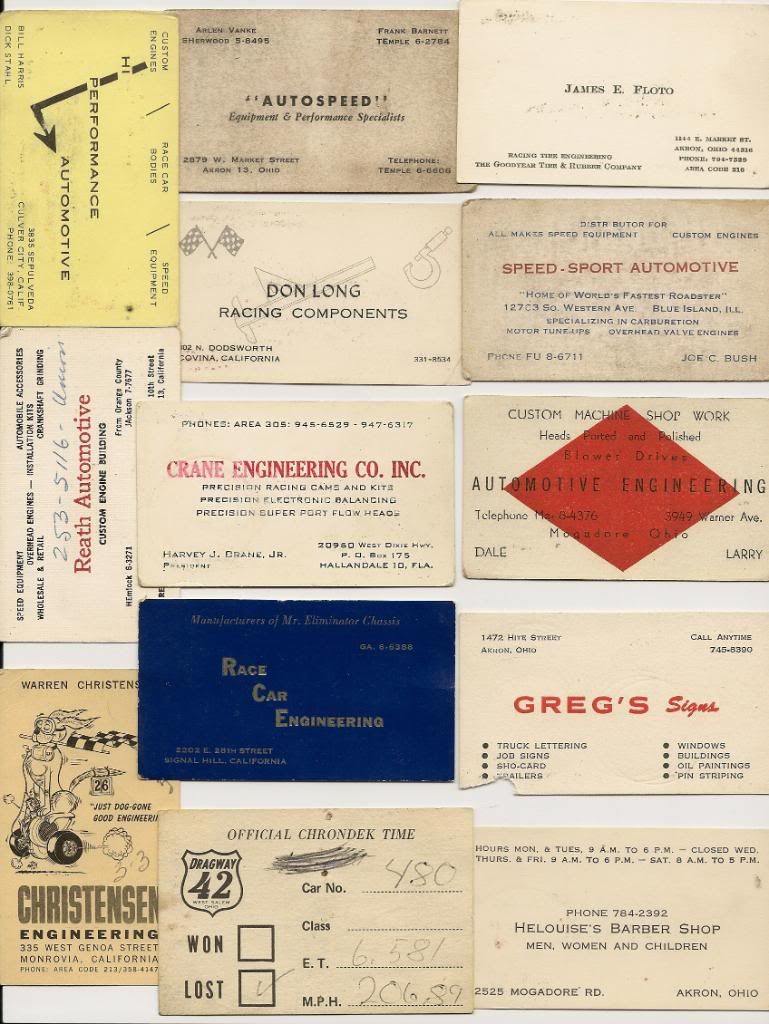 CUSTOM ENGINES
RACE CAR BODIES
SPEED EQUIPMENT
HI
PERFORMANCE
AUTOMOTIVE
BILL HARRIS
DICK STAHL
3835 SEPULVEDA
CULVER CITY, CALIF
PHONE: 398-0761
ARLEN VANKE
SHERWOOD 5-8495
FRANK BARNETT
TEMPLE 6-2784
"AUTOSPEED"
Equipment & Performance Specialists
2879 W. MARKET STREET
AKRON 13, OHIO
TELEPHONE:
TEMPLE 6-6606
JAMES E. FLOTO
RACING TIRE ENGINEERING
THE GOODYEAR TIRE & RUBBER COMPANY
1144 E. MARKET ST.
AKRON, OHIO 44316
PHONE: 794-7529
AREA CODE 216
DON LONG
RACING COMPONENTS
102 N. DODSWORTH
COVINA, CALIFORNIA
331-8534
DISTRIBUTOR FOR
ALL MAKES SPEED EQUIPMENT CUSTOM ENGINES
SPEED-SPORT AUTOMOTIVE
"HOME OF WORLD'S FASTEST ROADSTER"
12703 SO. WESTERN AVE. BLUE ISLAND, ILL.
SPECIALIZING IN CARBURETION
MOTOR TUNE-UPS OVERHEAD VALVE ENGINES
PHONE FU 8-6711
JOE C. BUSH
SPEED EQUIPMENT AUTOMOBILE ACCESSORIES
OVERHEAD ENGINES — INSTALLATION KITS
WHOLESALE & RETAIL CRANKSHAFT GRINDING
253-5116-
Reath Automotive
CUSTOM ENGINE BUILDING
HEmlock 6-3271
From Orange County
JAckson 7-7677
10th Street
13, California
PHONES: AREA 305: 945-6529 - 947-6317
CRANE ENGINEERING CO. INC.
PRECISION RACING CAMS AND KITS
PRECISION ELECTRONIC BALANCING
PRECISION SUPER PORT FLOW HEADS
HARVEY J. CRANE, JR.
PRESIDENT
20960 WEST DIXIE HWY.
P. O. BOX 175
HALLANDALE 10, FLA.
CUSTOM MACHINE SHOP WORK
Heads Ported and Polished
Blower Drives
AUTOMOTIVE ENGINEERING
Telephone Mo. 8-4376 3949 Warner Ave.
Mogadore Ohio
DALE
LARRY
Manufacturers of Mr. Eliminator Chassis
GA. 6-6388
RACE
CAR
ENGINEERING
2202 E. 28TH STREET
SIGNAL HILL, CALIFORNIA
1472 HITE STREET
AKRON, OHIO
CALL ANYTIME
745-8390
GREG'S Signs
TRUCK LETTERING
JOB SIGNS
SHO-CARD
WINDOWS
BUILDINGS
OIL PAINTINGS
PIN STRIPING
WARREN CHRISTENS
26
"JUST DOG-GONE
GOOD ENGINEERIN
CHRISTENSEN
ENGINEERING
335 WEST GENOA STREET
MONROVIA, CALIFORNIA
PHONE: AREA CODE 213/358-4147
OFFICIAL CHRONDEK TIME
DRAGWAY
42
WEST SALEM
OHIO
Car No. 480
Class
WON
E.T. 6.581
LOST
M.P.H. 206.89
HOURS MON. & TUES. 9 A.M. TO 6 P.M. — CLOSED WED.
THURS. & FRI. 9 A.M. TO 6 P.M. — SAT. 8 A.M. TO 5 P.M.
PHONE 784-2392
HELOUISE'S BARBER SHOP
MEN, WOMEN AND CHILDREN
2525 MOGADORE RD.
AKRON, OHIO